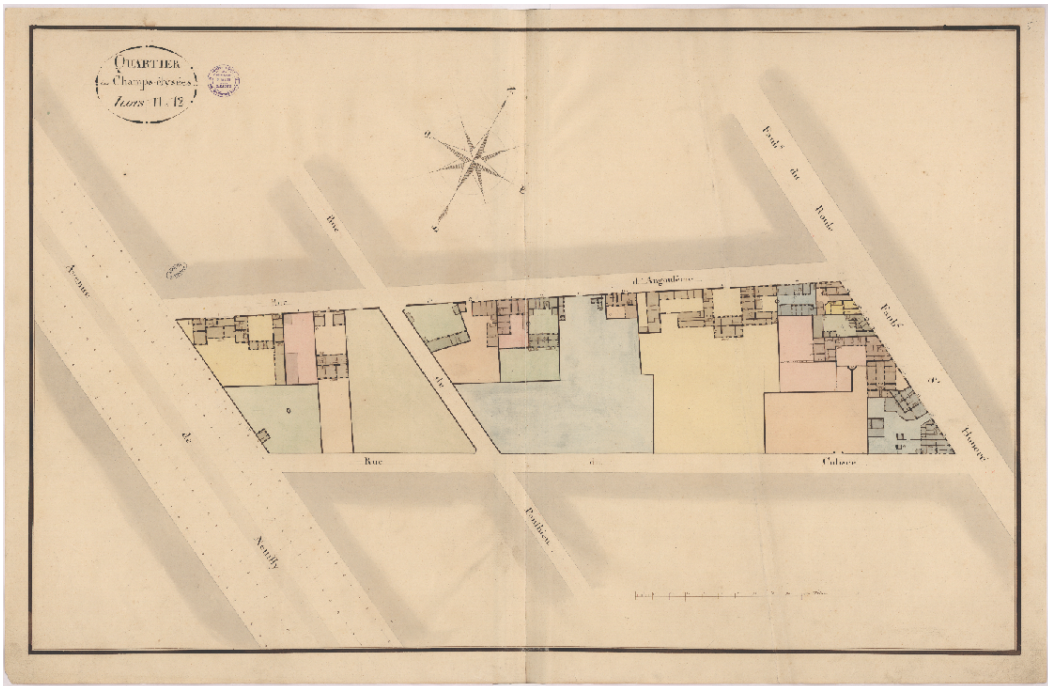 QUARTIER
des Champs-élysées
Ilots 11. 12
Avenue
de
Neuilly
Rue
d'Angoulême
Rue
de
Ponthieu
Rue
du
Colisée
Faub.g
du
Roule
Faub.g
St.
Honoré